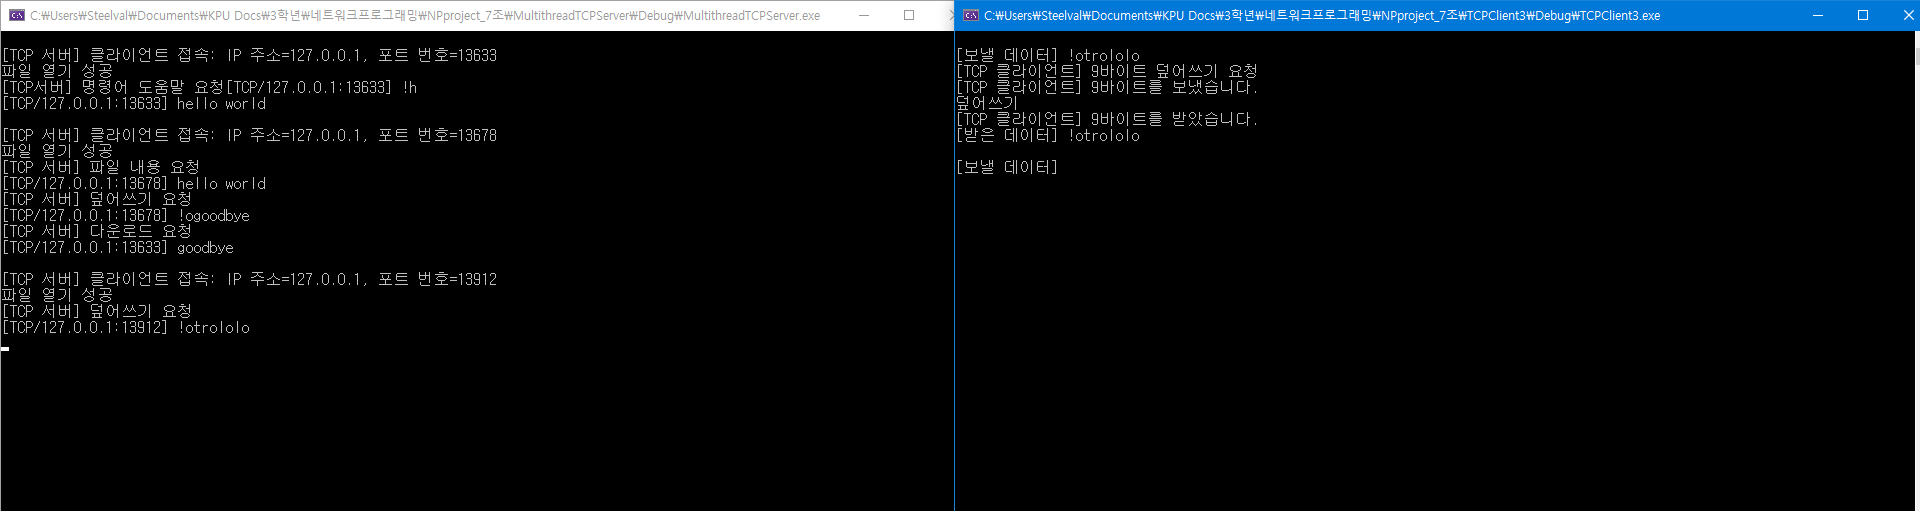 C:₩Users₩Steelval₩Documents₩KPU Docs₩3학년₩네트워크프로그래밍₩NPproject_7조₩MultithreadTCPServer₩Debug₩MultithreadTCPServer.exe
[TCP 서버] 클라이언트 접속: IP 주소=127.0.0.1, 포트 번호=13633
파일 열기 성공
[TCP서버] 명령어 도움말 요청[TCP/127.0.0.1:13633] !h
[TCP/127.0.0.1:13633] hello world
[TCP 서버] 클라이언트 접속: IP 주소=127.0.0.1, 포트 번호=13678
파일 열기 성공
[TCP 서버] 파일 내용 요청
[TCP/127.0.0.1:13678] hello world
[TCP 서버] 덮어쓰기 요청
[TCP/127.0.0.1:13678] !ogoodbye
[TCP 서버] 다운로드 요청
[TCP/127.0.0.1:13633] goodbye
[TCP 서버] 클라이언트 접속: IP 주소=127.0.0.1, 포트 번호=13912
파일 열기 성공
[TCP 서버] 덮어쓰기 요청
[TCP/127.0.0.1:13912] !otrololo
C:₩Users₩Steelval₩Documents₩KPU Docs₩3학년₩네트워크프로그래밍₩NPproject_7조₩TCPClient3₩Debug₩TCPClient3.exe
[보낼 데이터] !otrololo
[TCP 클라이언트] 9바이트 덮어쓰기 요청
[TCP 클라이언트] 9바이트를 보냈습니다.
덮어쓰기
[TCP 클라이언트] 9바이트를 받았습니다.
[받은 데이터] !otrololo
[보낼 데이터]